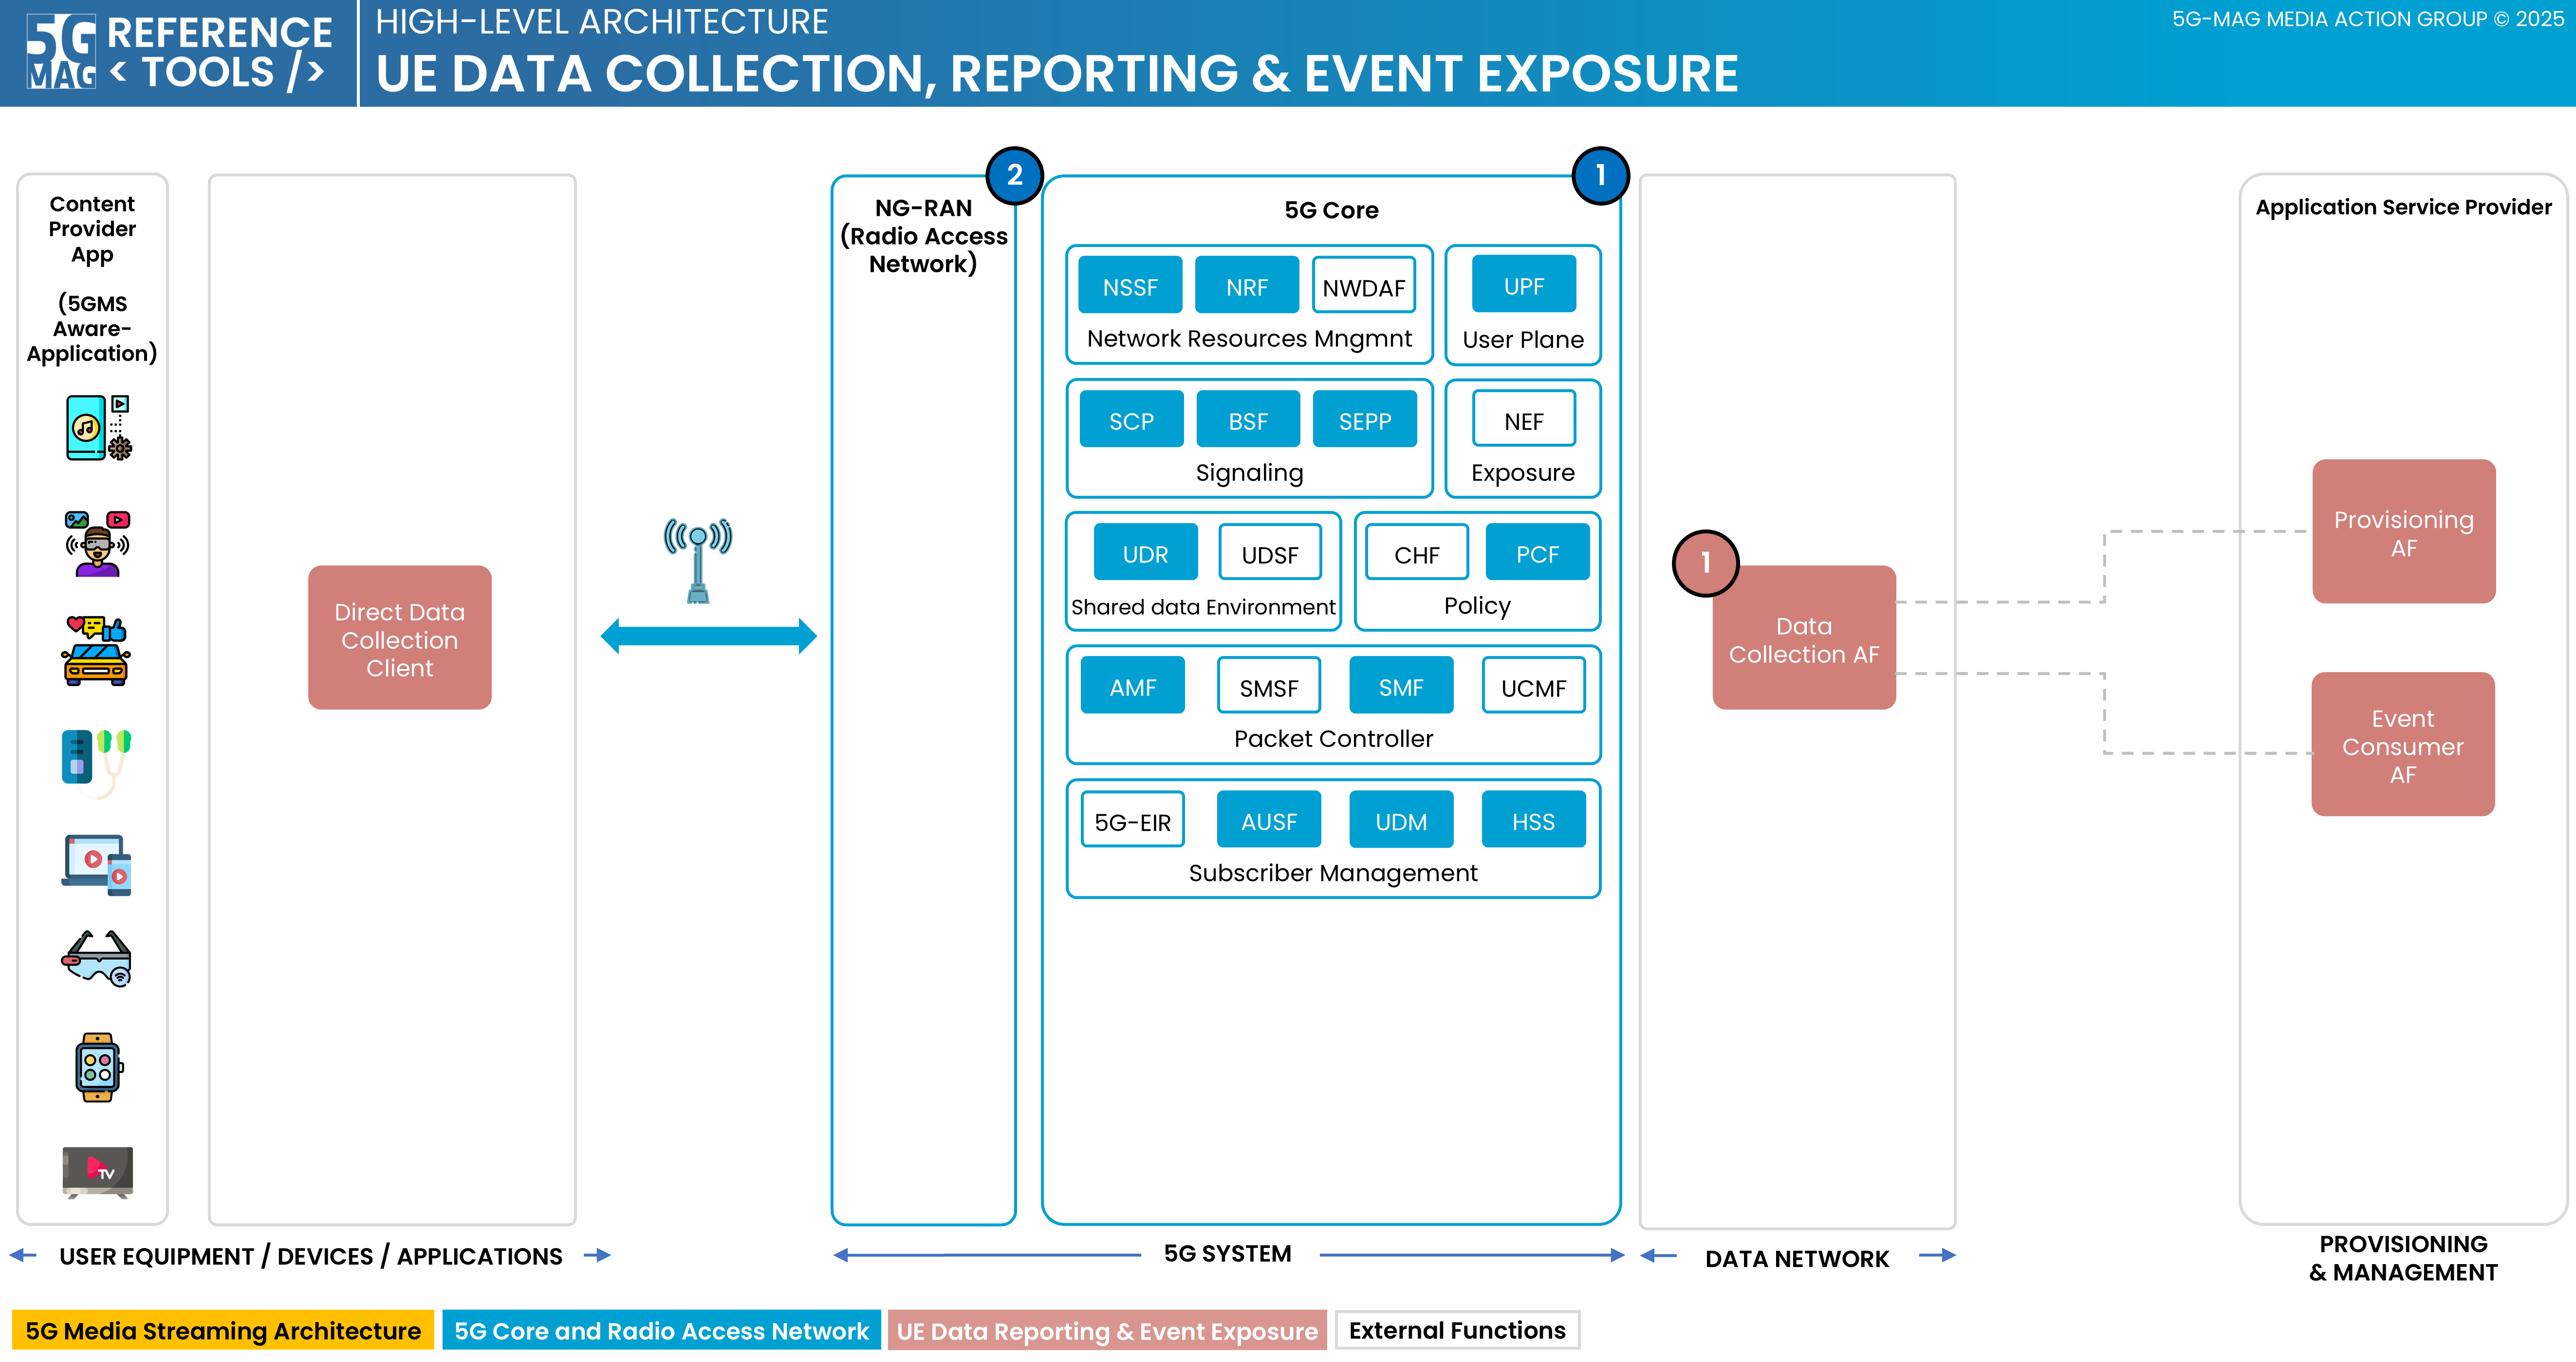 5G
MAG
REFERENCE
< TOOLS />
HIGH-LEVEL ARCHITECTURE
UE DATA COLLECTION, REPORTING & EVENT EXPOSURE
5G-MAG MEDIA ACTION GROUP © 2025
Content
Provider
App
(5GMS
Aware-
Application)
TV
Direct Data
Collection
Client
2
NG-RAN
(Radio Access
Network)
1
5G Core
NSSF
NRF
NWDAF
Network Resources Mngmnt
UPF
User Plane
SCP
BSF
SEPP
Signaling
NEF
Exposure
UDR
UDSF
Shared data Environment
CHF
PCF
Policy
AMF
SMSF
SMF
UCMF
Packet Controller
5G-EIR
AUSF
UDM
HSS
Subscriber Management
1
Data
Collection AF
Application Service Provider
Provisioning
AF
Event
Consumer
AF
USER EQUIPMENT / DEVICES / APPLICATIONS
5G SYSTEM
DATA NETWORK
PROVISIONING
& MANAGEMENT
5G Media Streaming Architecture
5G Core and Radio Access Network
UE Data Reporting & Event Exposure
External Functions